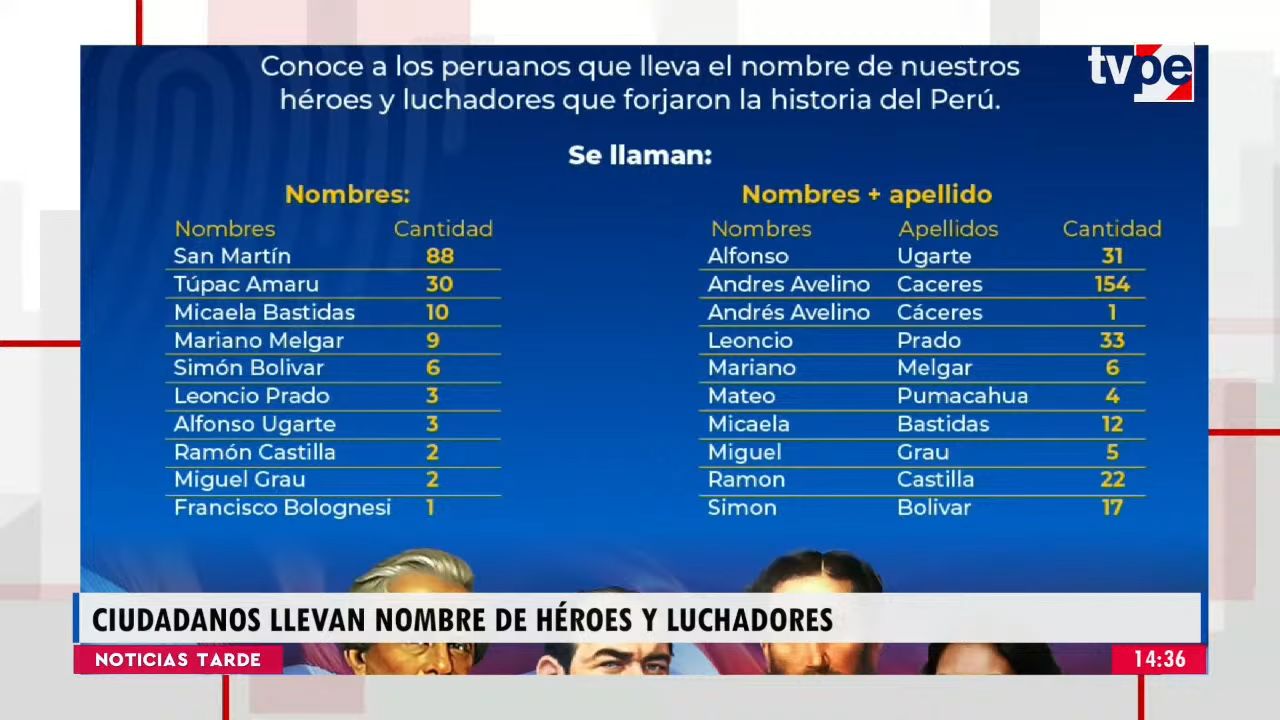 tvpe
Conoce a los peruanos que lleva el nombre de nuestros
héroes y luchadores que forjaron la historia del Perú.
Se llaman:
Nombres:
Nombres Cantidad
San Martín 88
Túpac Amaru 30
Micaela Bastidas 10
Mariano Melgar 9
Simón Bolivar 6
Leoncio Prado 3
Alfonso Ugarte 3
Ramón Castilla 2
Miguel Grau 2
Francisco Bolognesi 1
Nombres + apellido
Nombres Apellidos Cantidad
Alfonso Ugarte 31
Andres Avelino Caceres 154
Andrés Avelino Cáceres 1
Leoncio Prado 33
Mariano Melgar 6
Mateo Pumacahua 4
Micaela Bastidas 12
Miguel Grau 5
Ramon Castilla 22
Simon Bolivar 17
CIUDADANOS LLEVAN NOMBRE DE HÉROES Y LUCHADORES
NOTICIAS TARDE
14:36